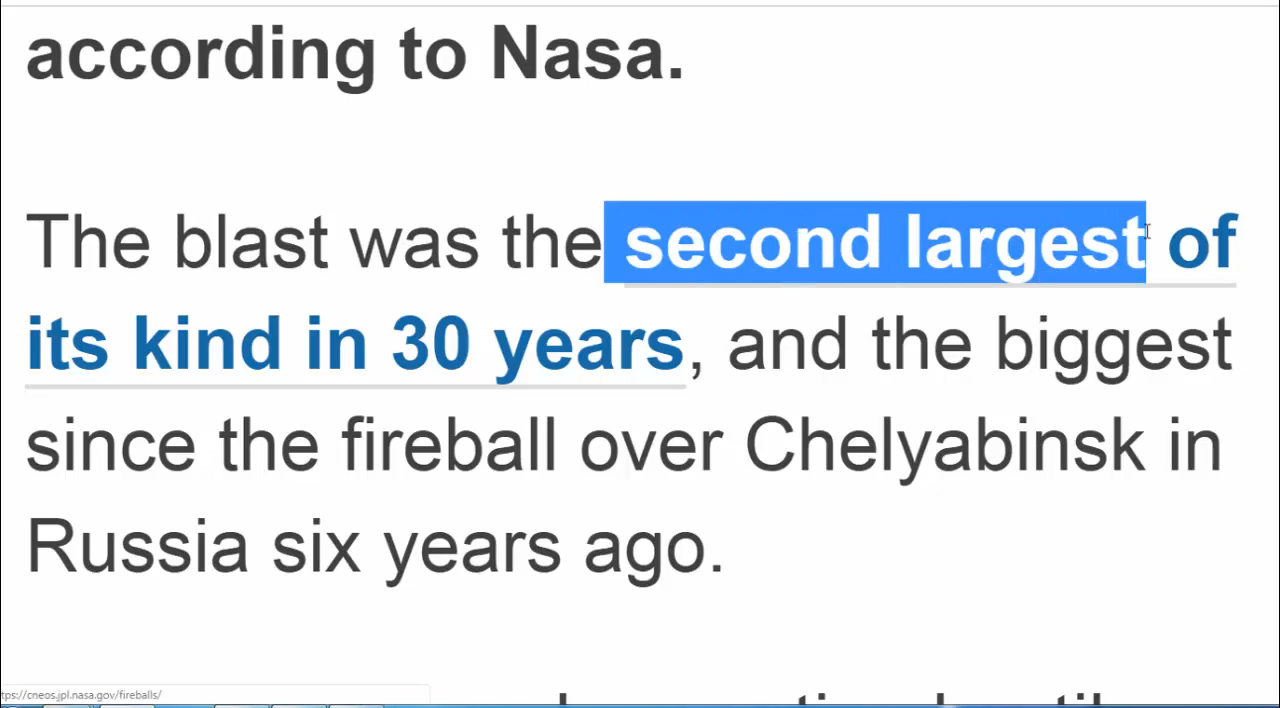 according to Nasa.
The blast was the second largest of
its kind in 30 years, and the biggest
since the fireball over Chelyabinsk in
Russia six years ago.
tps://cneos.jpl.nasa.gov/fireballs/